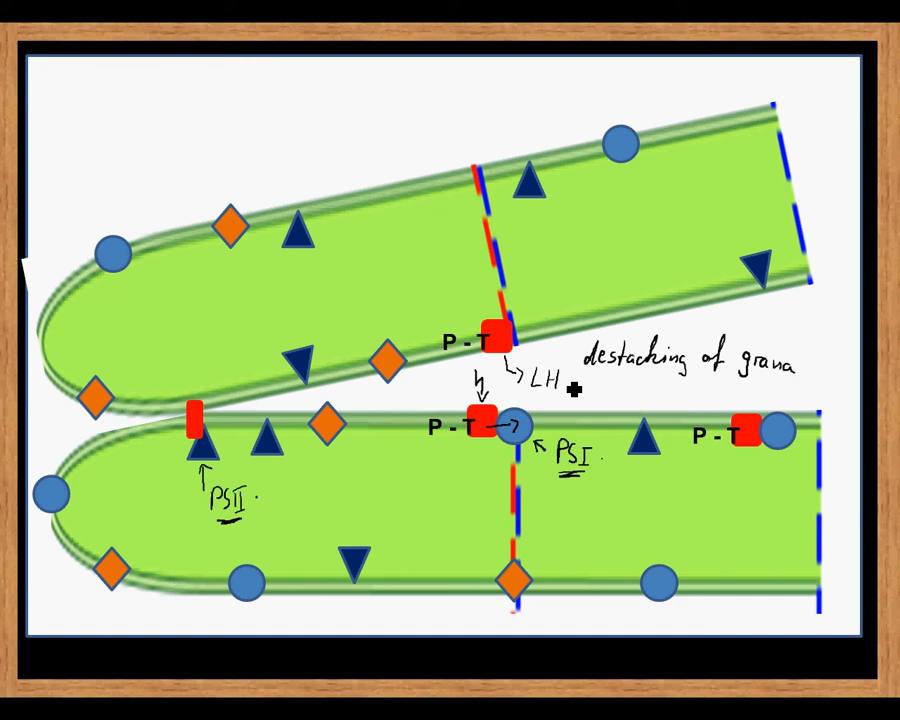 P - T
destacking of grana
LH
P - T
PSI.
P - T
PSII.